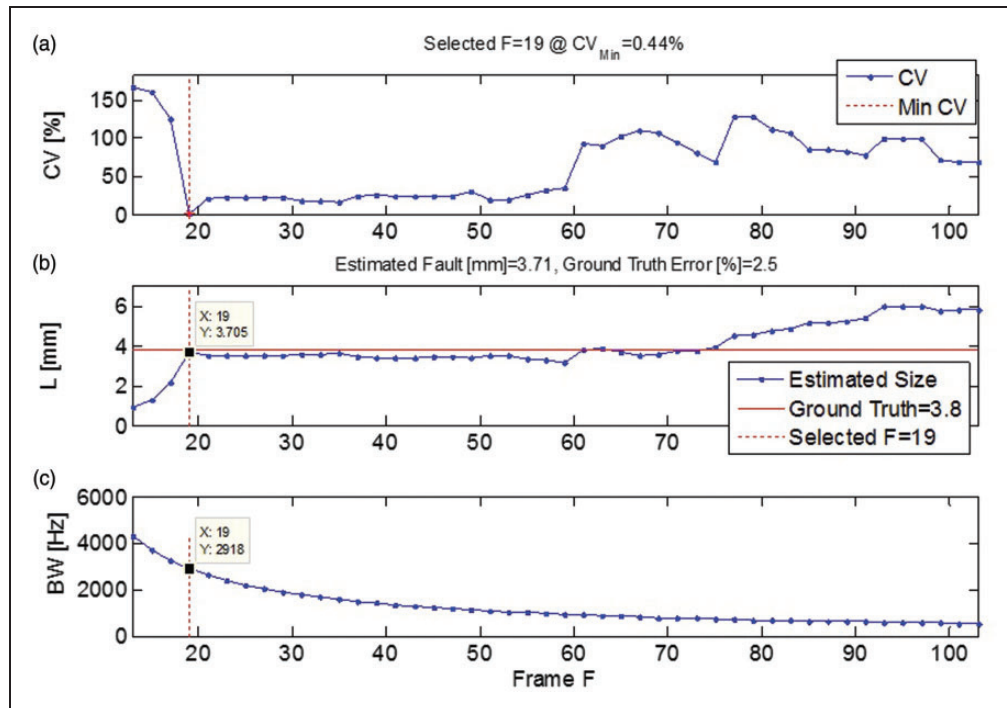 (a)
Selected F=19 @ CV_Min=0.44%
CV [%]
150
100
50
0
20 30 40 50 60 70 80 90 100
CV
Min CV
(b)
Estimated Fault [mm]=3.71, Ground Truth Error [%]=2.5
L [mm]
6
4
2
0
X: 19
Y: 3.705
20 30 40 50 60 70 80 90 100
Estimated Size
Ground Truth=3.8
Selected F=19
(c)
BW [Hz]
6000
4000
2000
0
X: 19
Y: 2918
20 30 40 50 60 70 80 90 100
Frame F